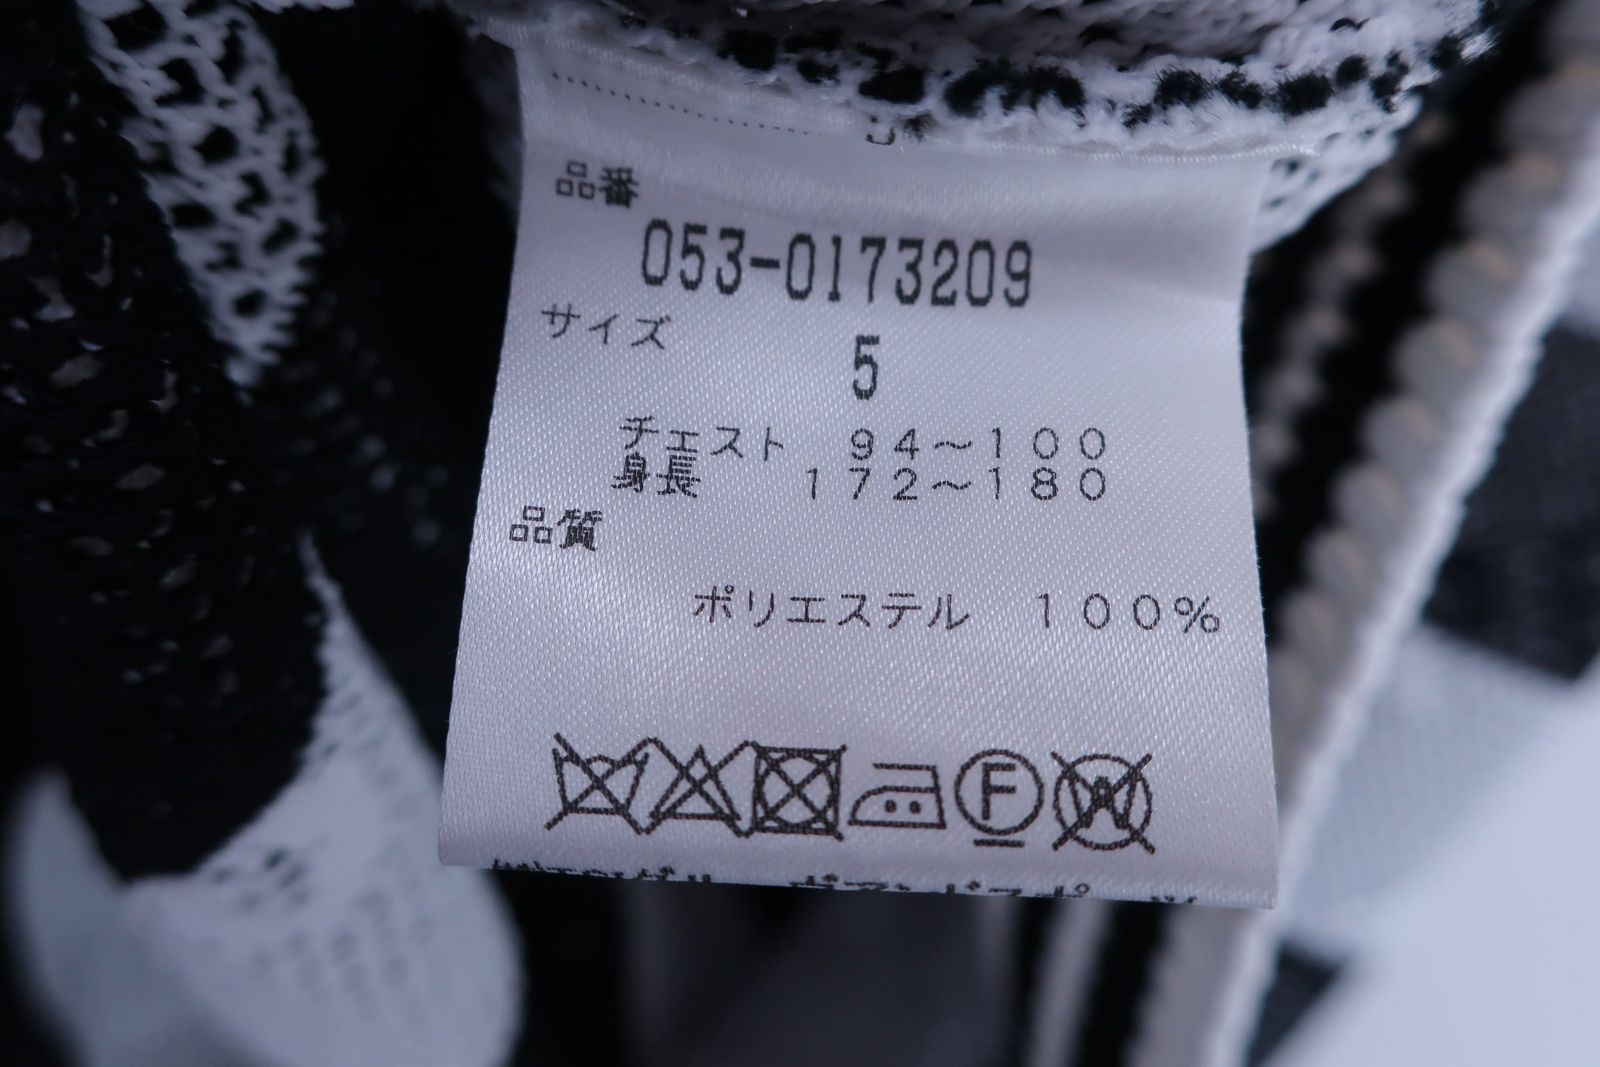 品番
053-0173209
サイズ
5
チェスト 94～100
身長 172～180
品質
ポリエステル 100%
F
W